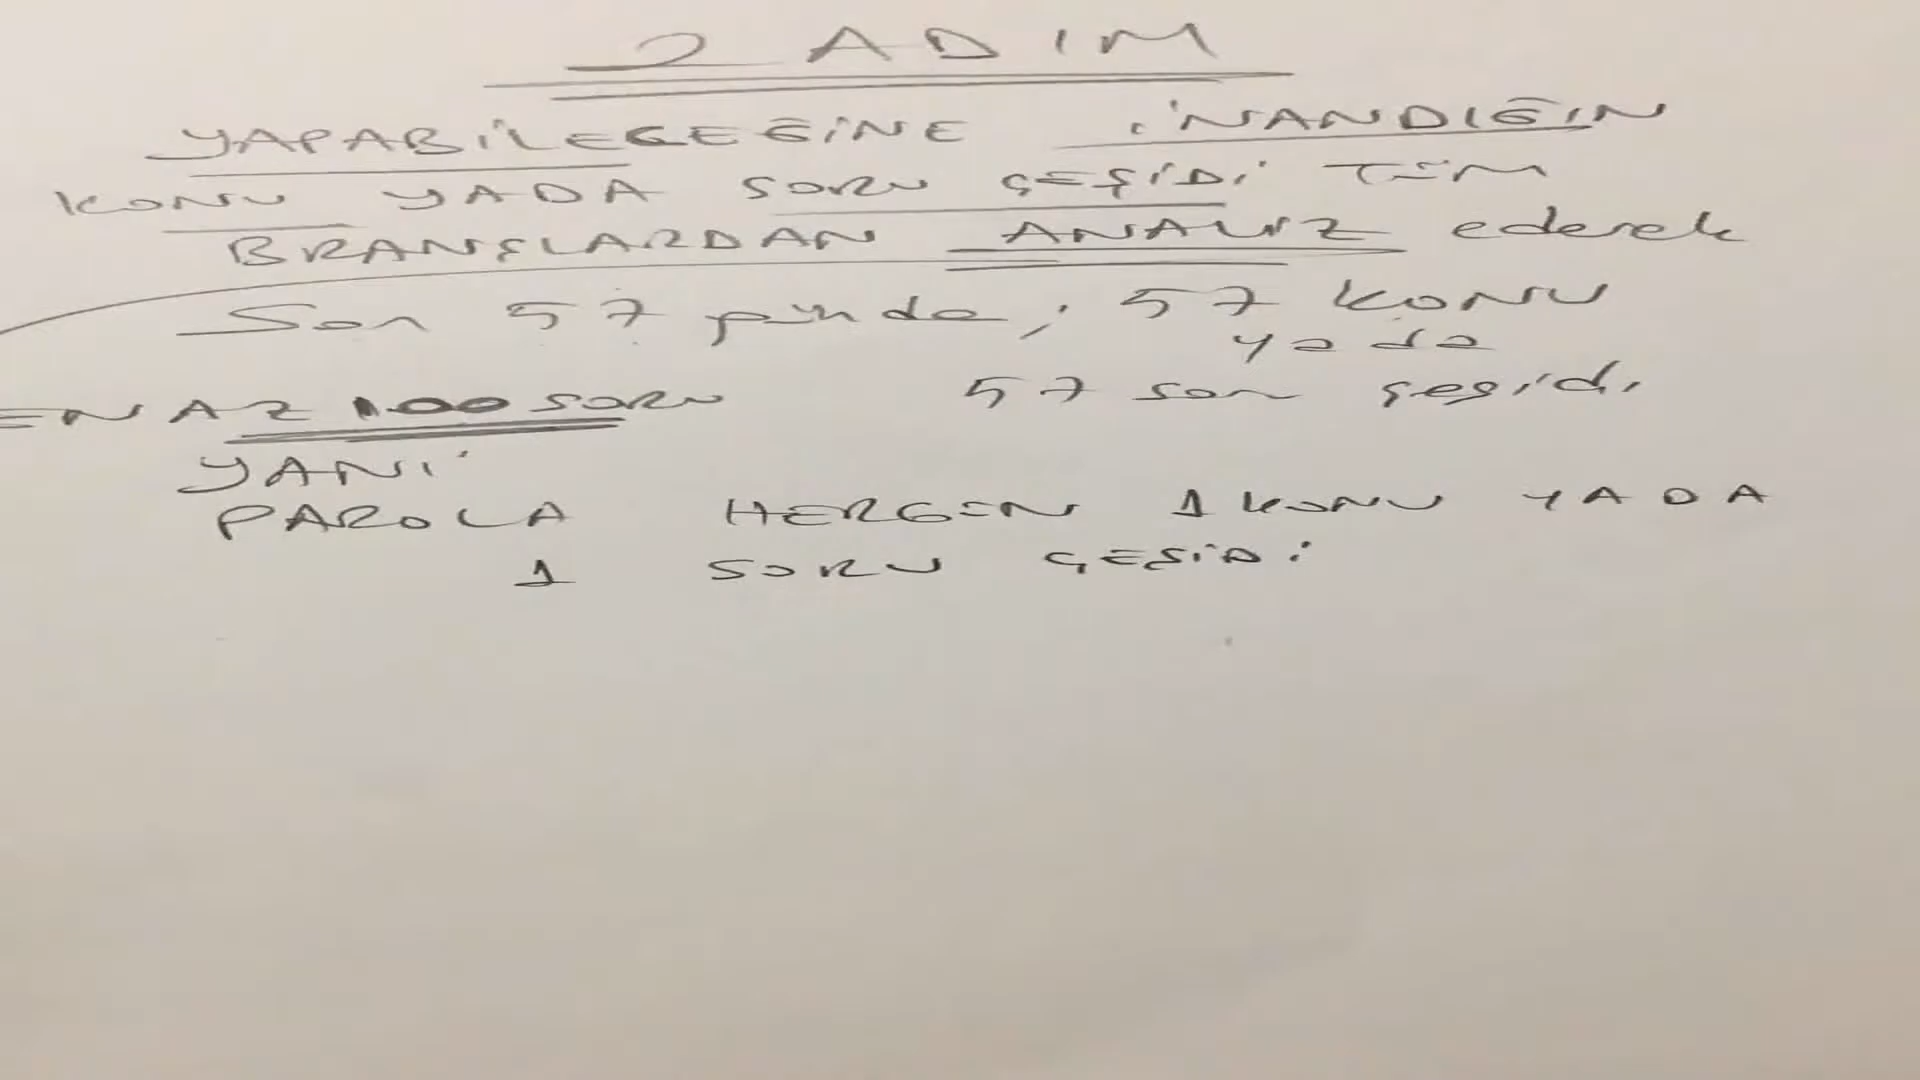 2 ADIM
YAPABİLECEĞİNE İNANDIĞIN
KONU YADA SORU ÇEŞİDİ TÜM
BRANŞLARDAN ANALİZ ederek
Son 57 günde, 57 KONU
yada
EN AZ 100 SORU 57 soru çeşidi
YANİ
PAROLA HERGÜN 1 KONU YADA
1 SORU ÇEŞİDİ